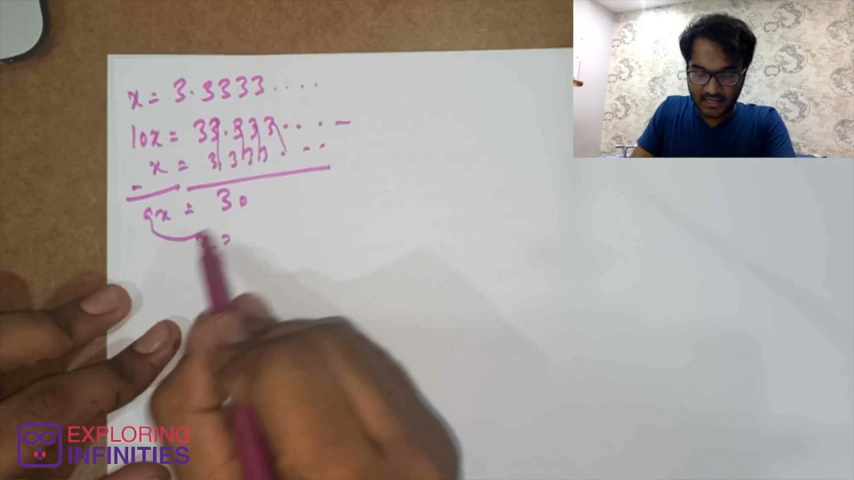 x = 3.3333....
10x = 33.333....
- x = 3.333....
9x = 30
x =
EXPLORING
INFINITIES